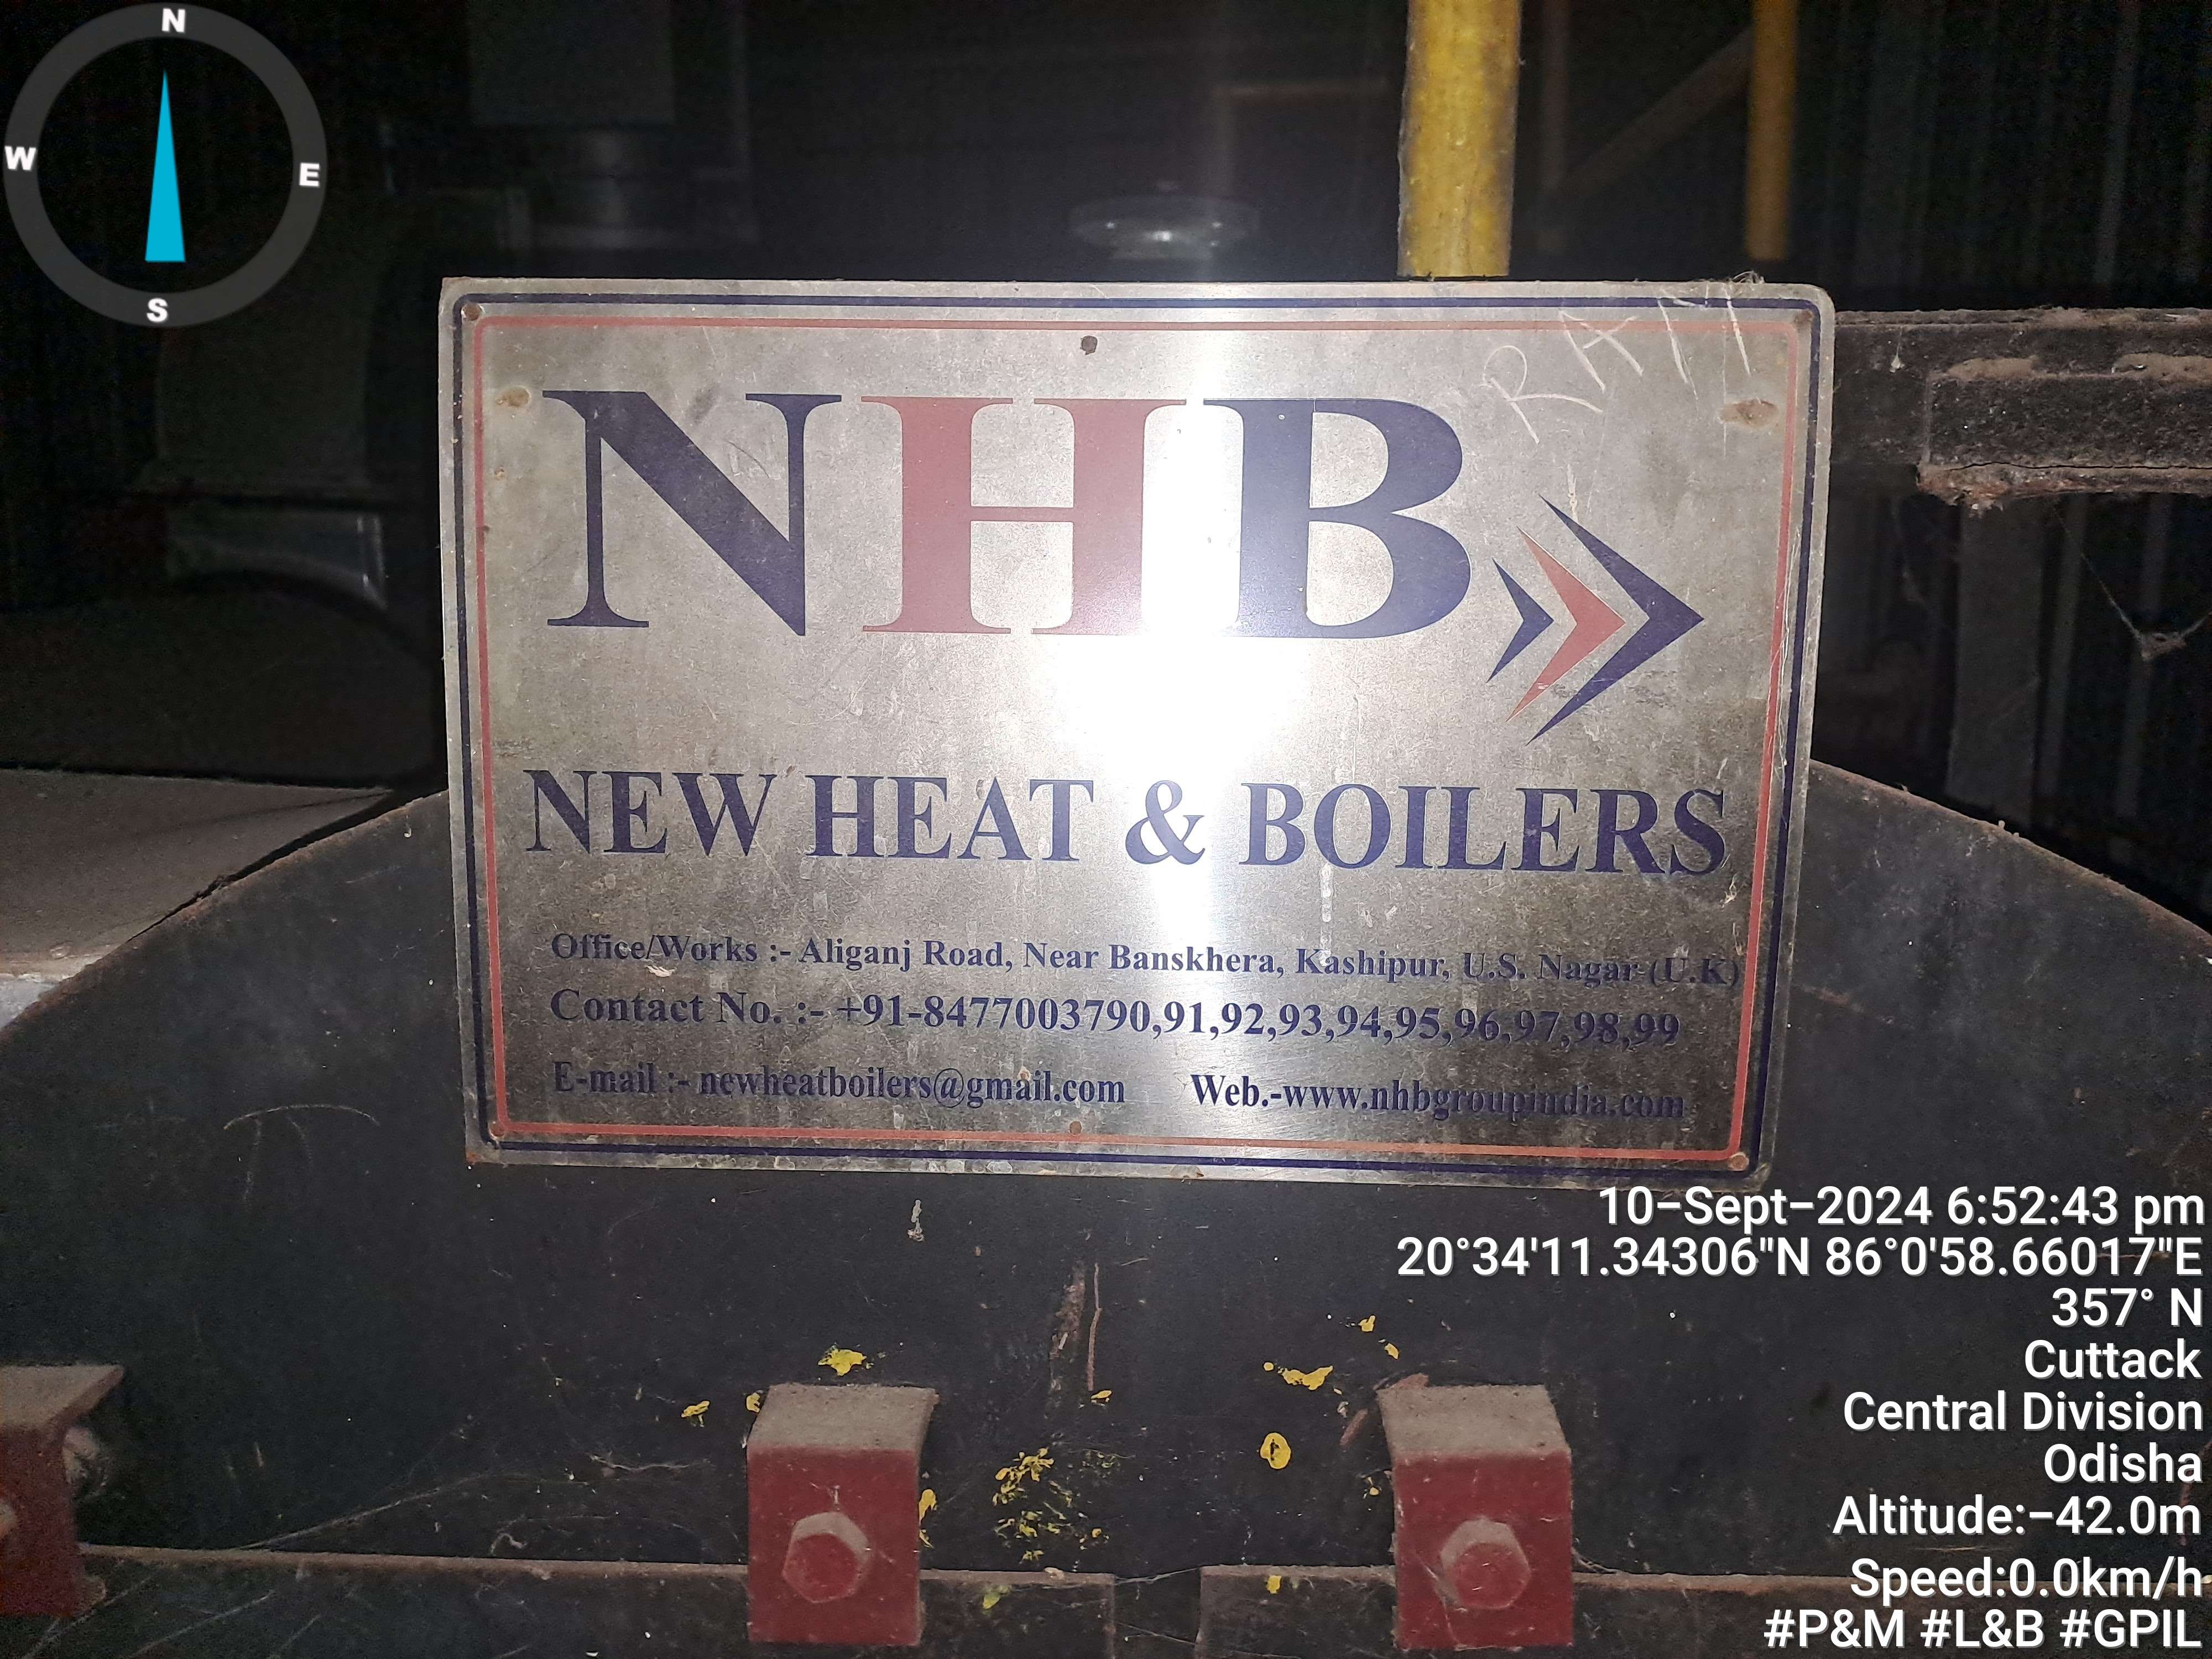 N
W
E
S
RAM
NHB
NEW HEAT & BOILERS
Office/Works :- Aliganj Road, Near Banskhera, Kashipur, U.S. Nagar (U.K)
Contact No. :- +91-8477003790,91,92,93,94,95,96,97,98,99
E-mail :- newheatboilers@gmail.com Web.-www.nhbgroupindia.com
10-Sept-2024 6:52:43 pm
20°34'11.34306"N 86°0'58.66017"E
357° N
Cuttack
Central Division
Odisha
Altitude:-42.0m
Speed:0.0km/h
#P&M #L&B #GPIL